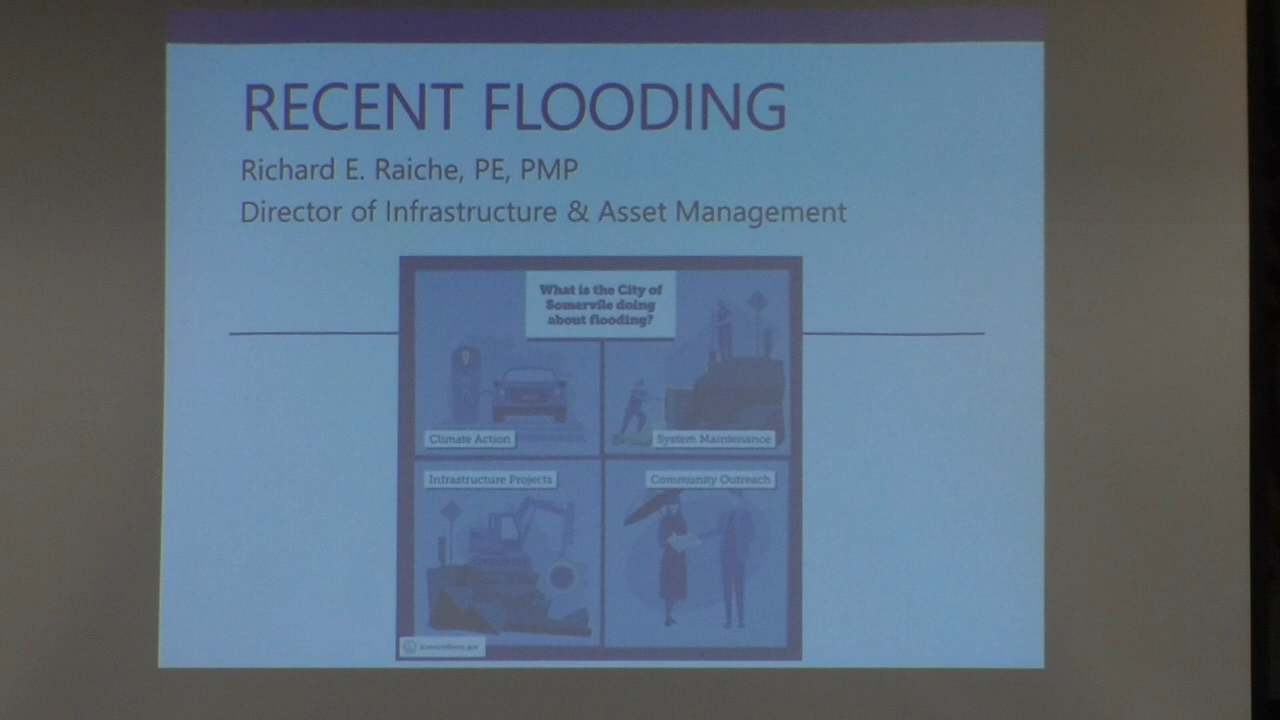 RECENT FLOODING
Richard E. Raiche, PE, PMP
Director of Infrastructure & Asset Management
What is the City of
Somerville doing
about flooding?
Climate Action
System Maintenance
Infrastructure Projects
Community Outreach